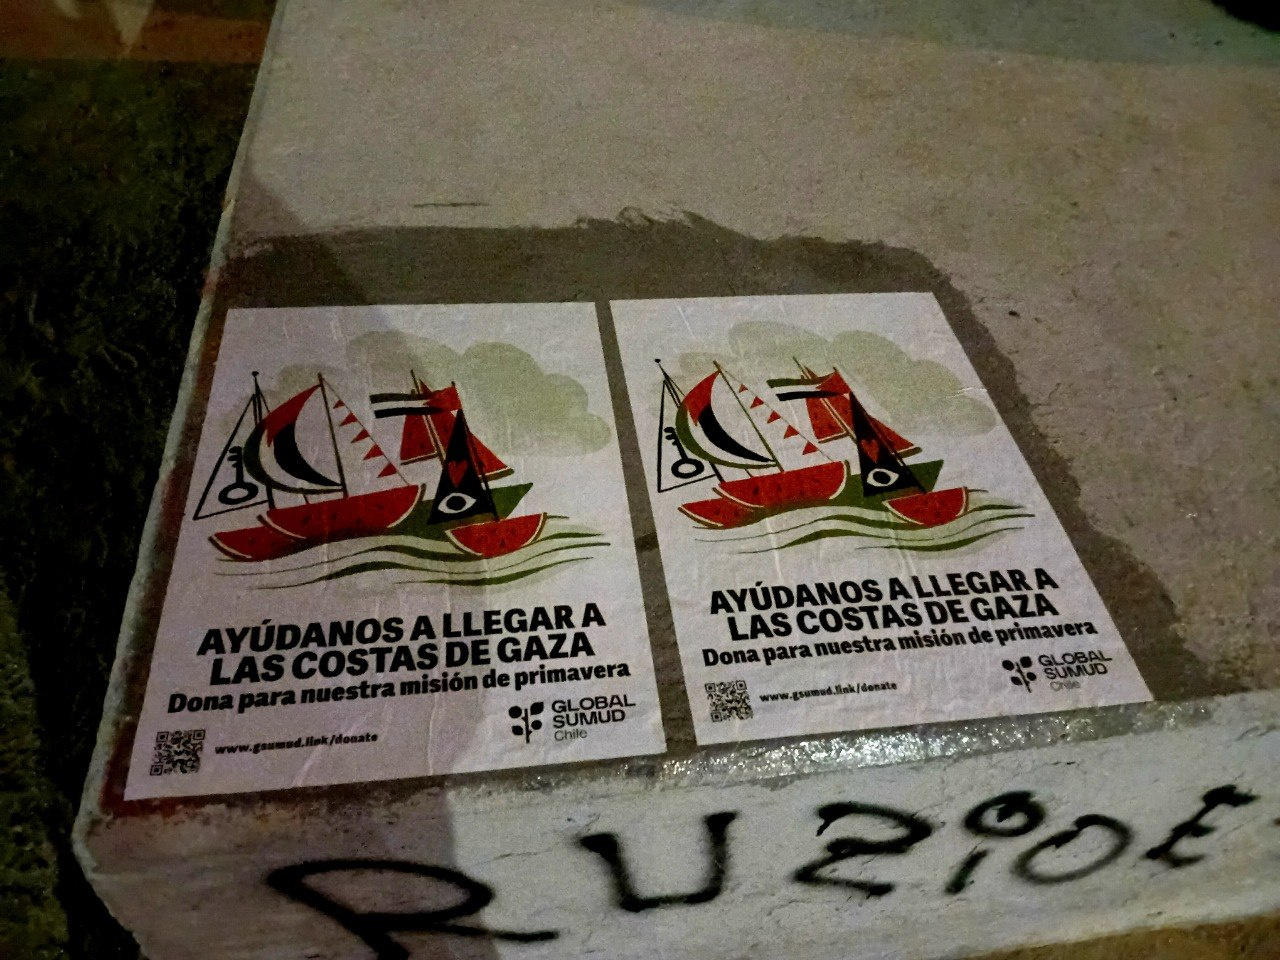 AYÚDANOS A LLEGAR A
LAS COSTAS DE GAZA
Dona para nuestra misión de primavera
www.gsumud.link/donate
GLOBAL
SUMUD
Chile
AYÚDANOS A LLEGAR A
LAS COSTAS DE GAZA
Dona para nuestra misión de primavera
www.gsumud.link/donate
GLOBAL
SUMUD
Chile